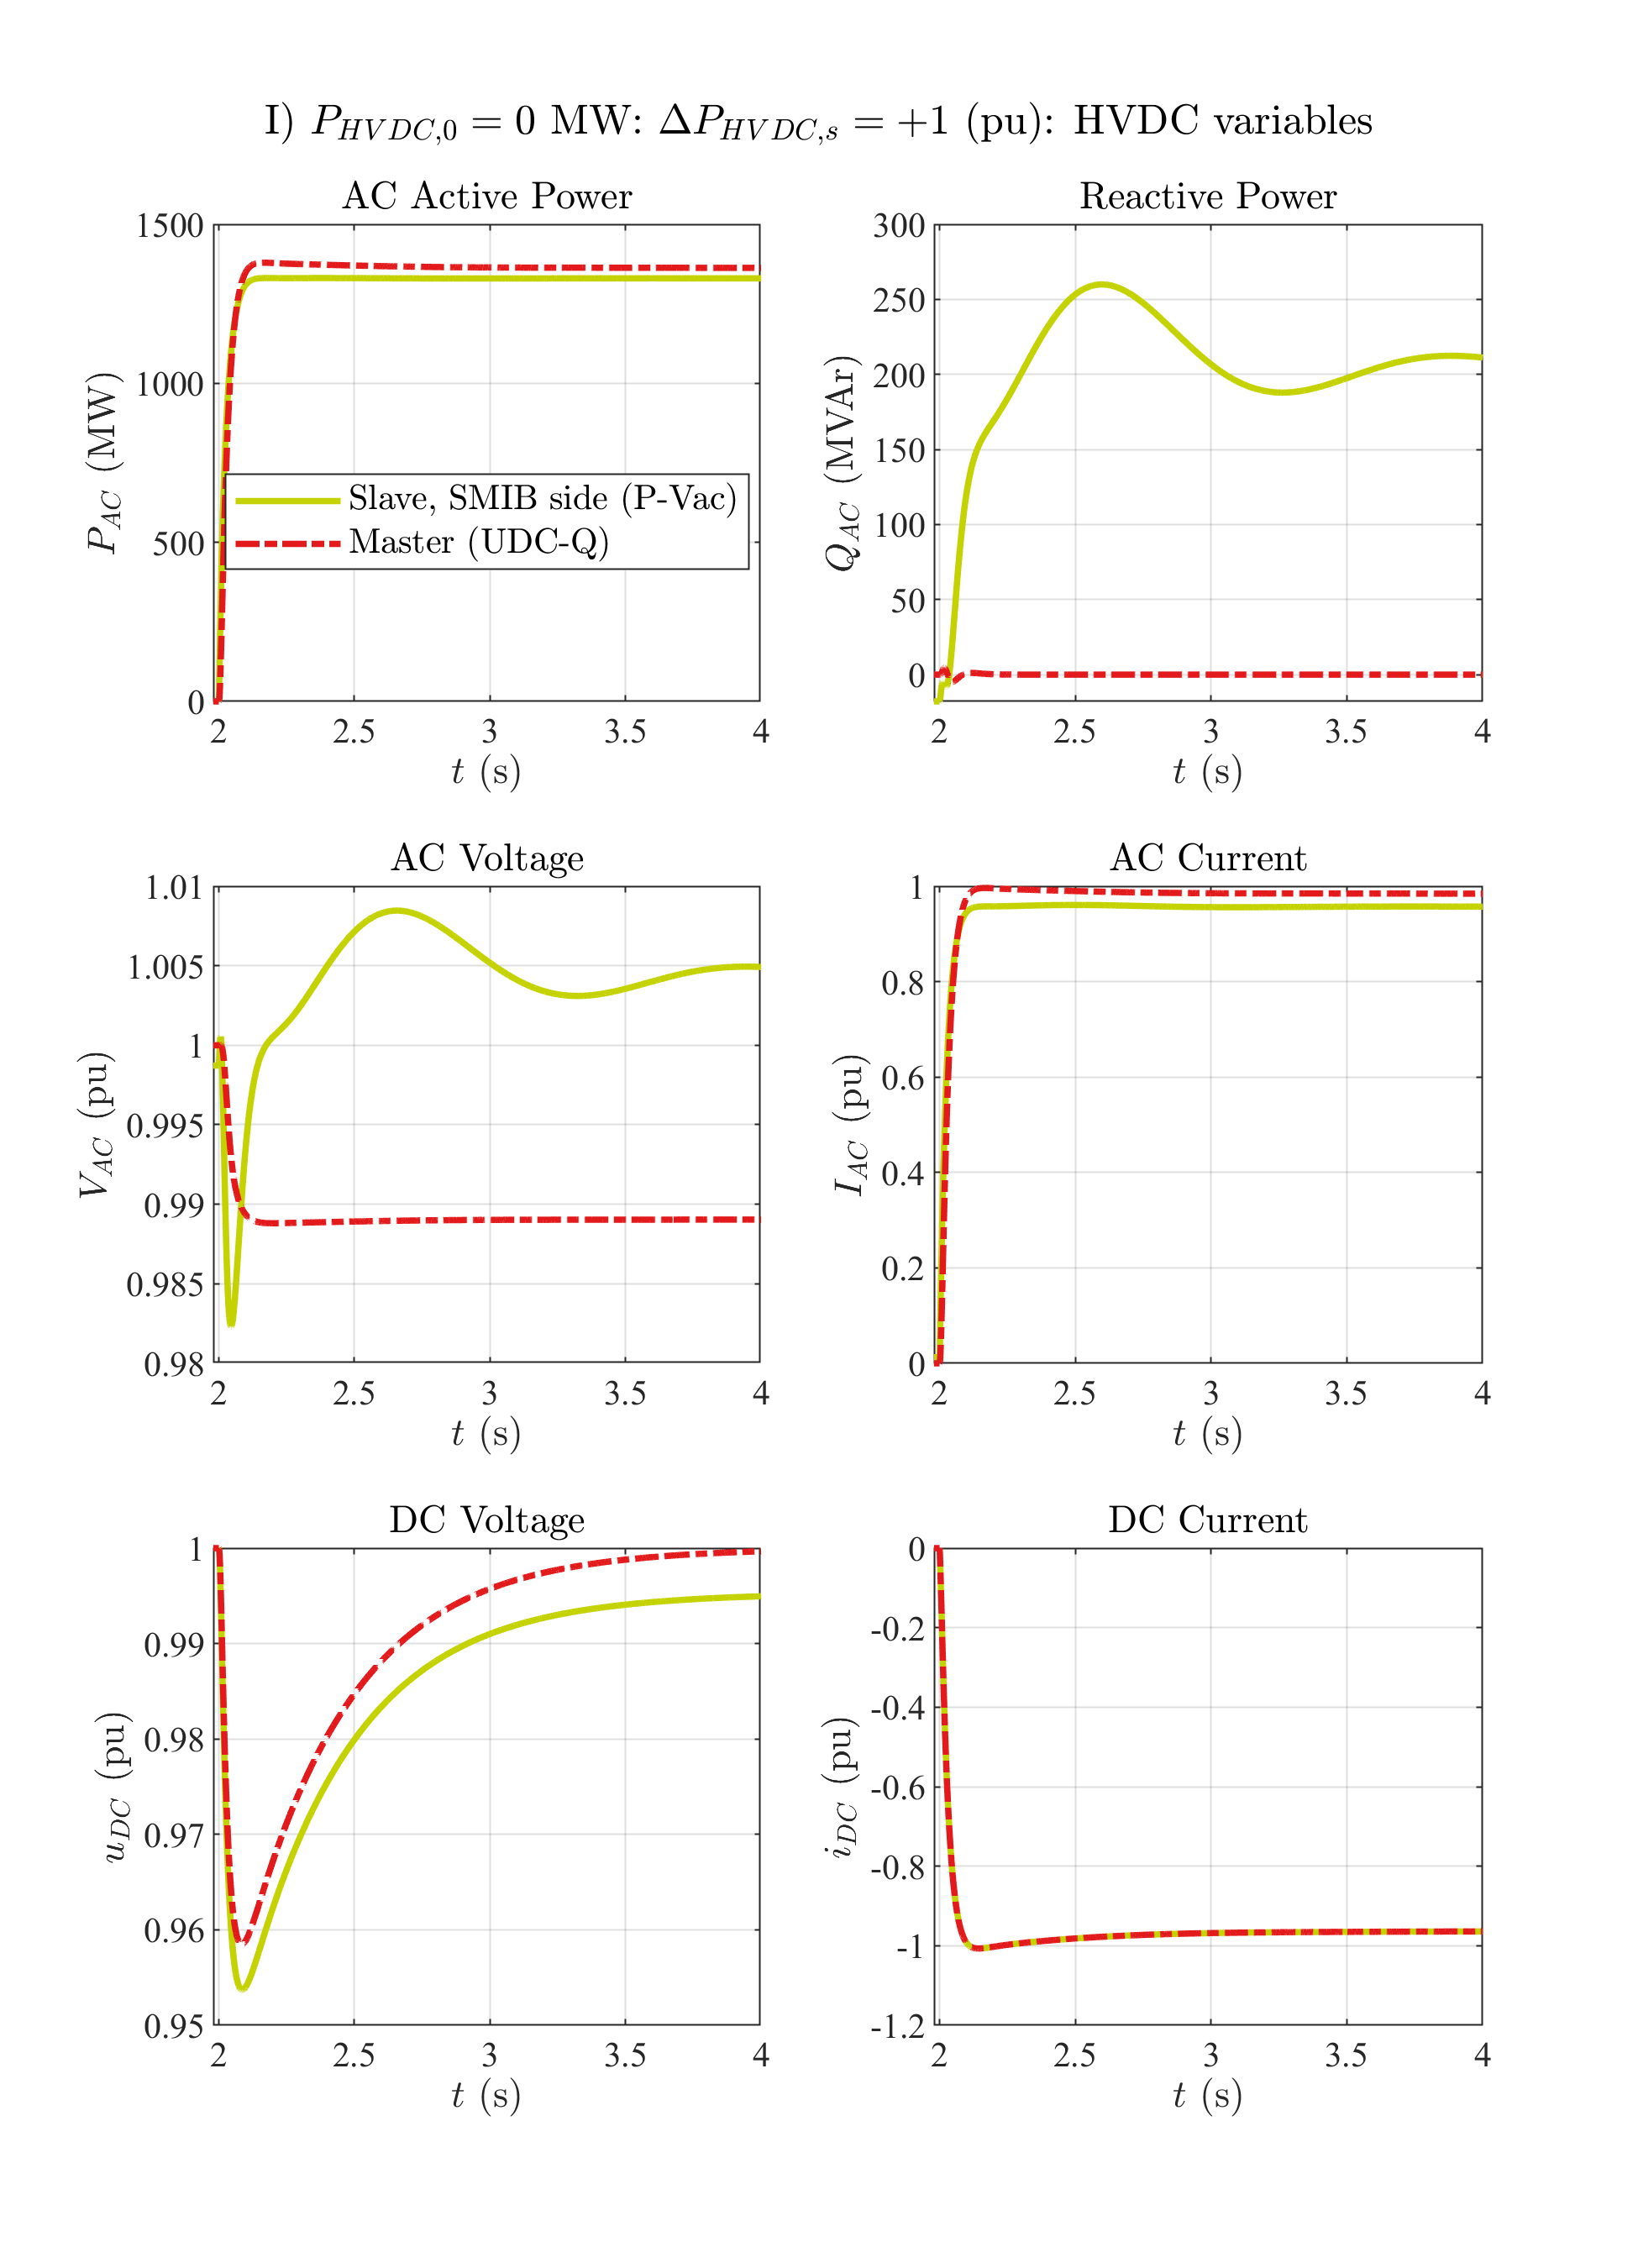 I) P_{HVDC,0} = 0 MW: ΔP_{HVDC,s} = +1 (pu): HVDC variables
AC Active Power
1500
1000
500
0
P_{AC} (MW)
Slave, SMIB side (P-Vac)
Master (UDC-Q)
2 2.5 3 3.5 4
t (s)
Reactive Power
300
250
200
150
100
50
0
Q_{AC} (MVAr)
2 2.5 3 3.5 4
t (s)
AC Voltage
1.01
1.005
1
0.995
0.99
0.985
0.98
V_{AC} (pu)
2 2.5 3 3.5 4
t (s)
AC Current
1
0.8
0.6
0.4
0.2
0
I_{AC} (pu)
2 2.5 3 3.5 4
t (s)
DC Voltage
1
0.99
0.98
0.97
0.96
0.95
u_{DC} (pu)
2 2.5 3 3.5 4
t (s)
DC Current
0
-0.2
-0.4
-0.6
-0.8
-1
-1.2
i_{DC} (pu)
2 2.5 3 3.5 4
t (s)